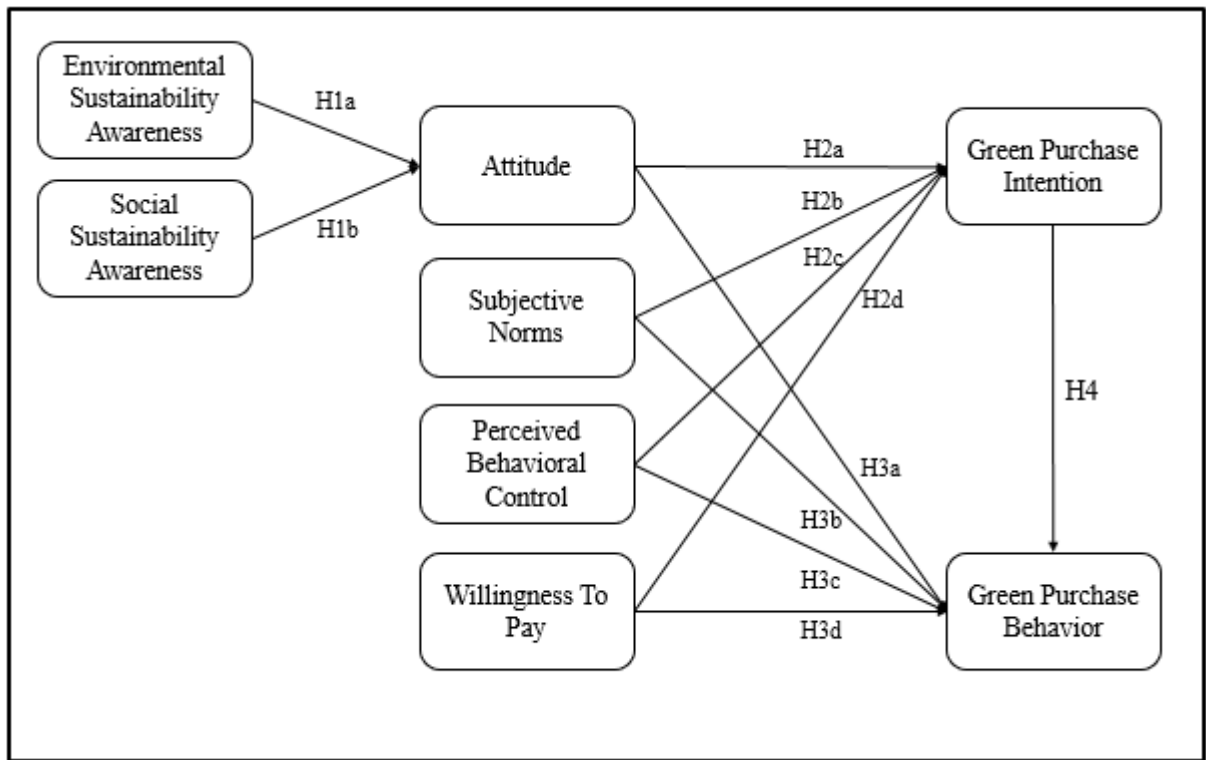 Environmental
Sustainability
Awareness
H1a
Social
Sustainability
Awareness
H1b
Attitude
Subjective
Norms
Perceived
Behavioral
Control
Willingness To
Pay
H2a
H2b
H2c
H2d
H3a
H3b
H3c
H3d
Green Purchase
Intention
H4
Green Purchase
Behavior